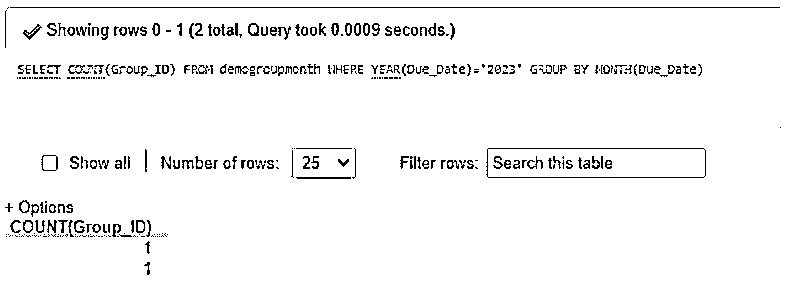 Showing rows 0 - 1 (2 total, Query took 0.0009 seconds.)
SELECT COUNT(Group_ID) FROM demogroupmonth WHERE YEAR(Due_Date)='2023' GROUP BY MONTH(Due_Date)
Show all | Number of rows: 25 Filter rows: Search this table
+ Options
COUNT(Group_ID)
1
1